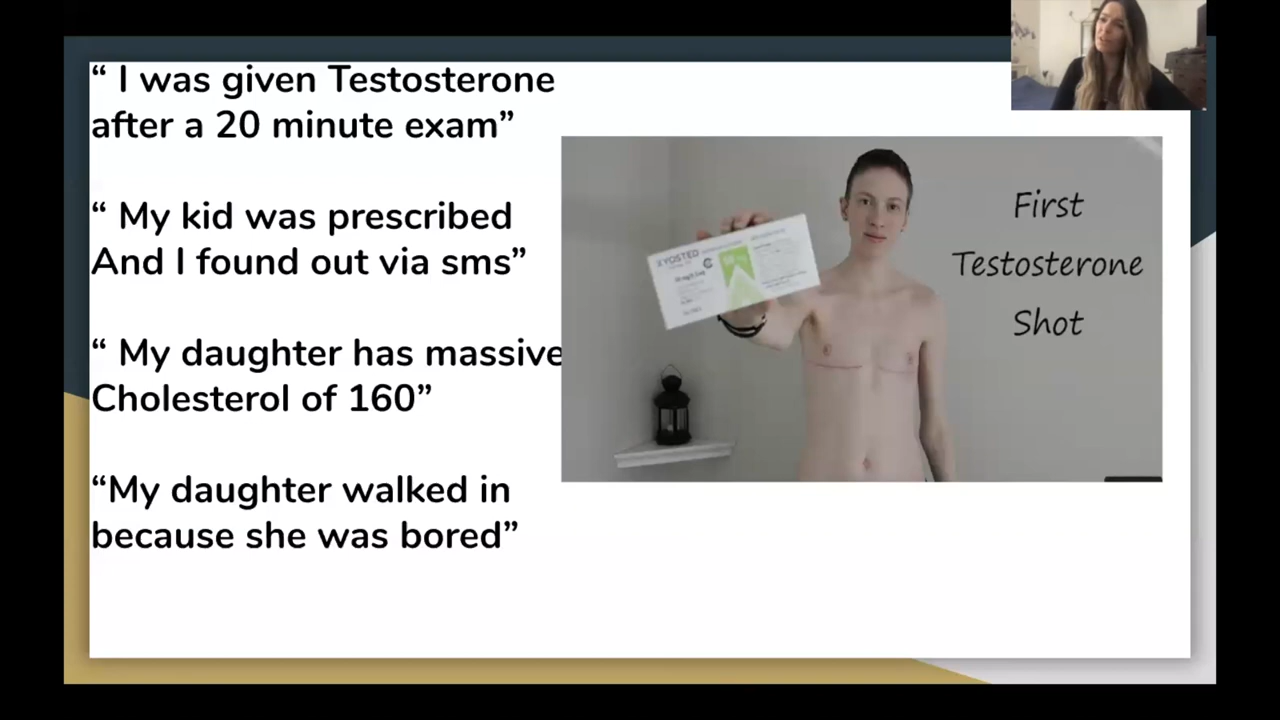 “ I was given Testosterone
after a 20 minute exam”
“ My kid was prescribed
And I found out via sms”
“ My daughter has massive
Cholesterol of 160”
“My daughter walked in
because she was bored”
XYOSTED
First
Testosterone
Shot